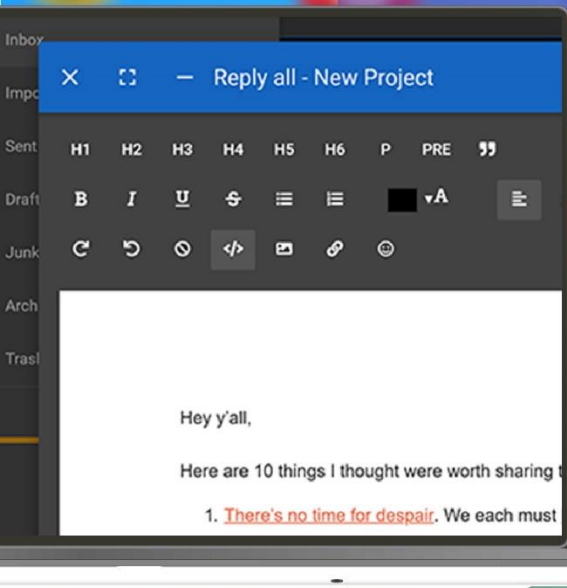 Inbox
Reply all - New Project
Impo
H1 H2 H3 H4 H5 H6 P PRE
Sent
B I U S A
Draft
Junk
</>
Arch
Trasl
Hey y'all,
Here are 10 things I thought were worth sharing t
1. There's no time for despair. We each must